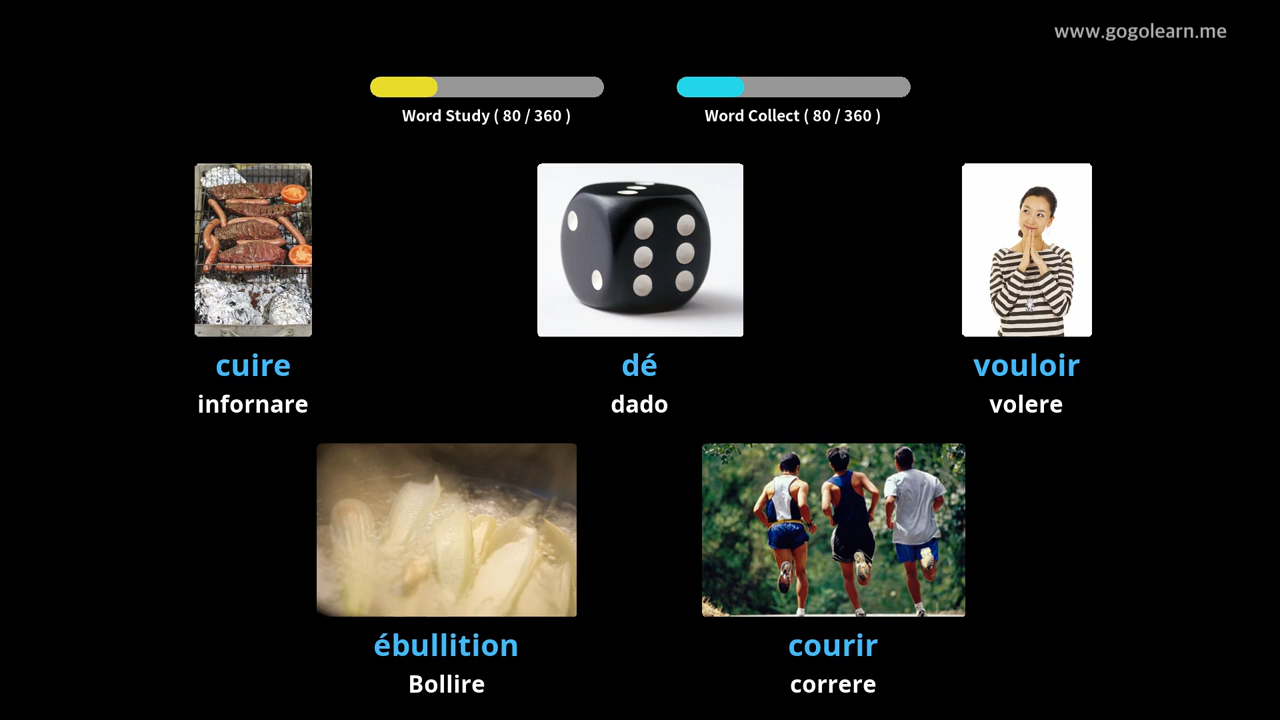 www.gogolearn.me
Word Study ( 80 / 360 )
Word Collect ( 80 / 360 )
cuire
infornare
dé
dado
vouloir
volere
ébullition
Bollire
courir
correre